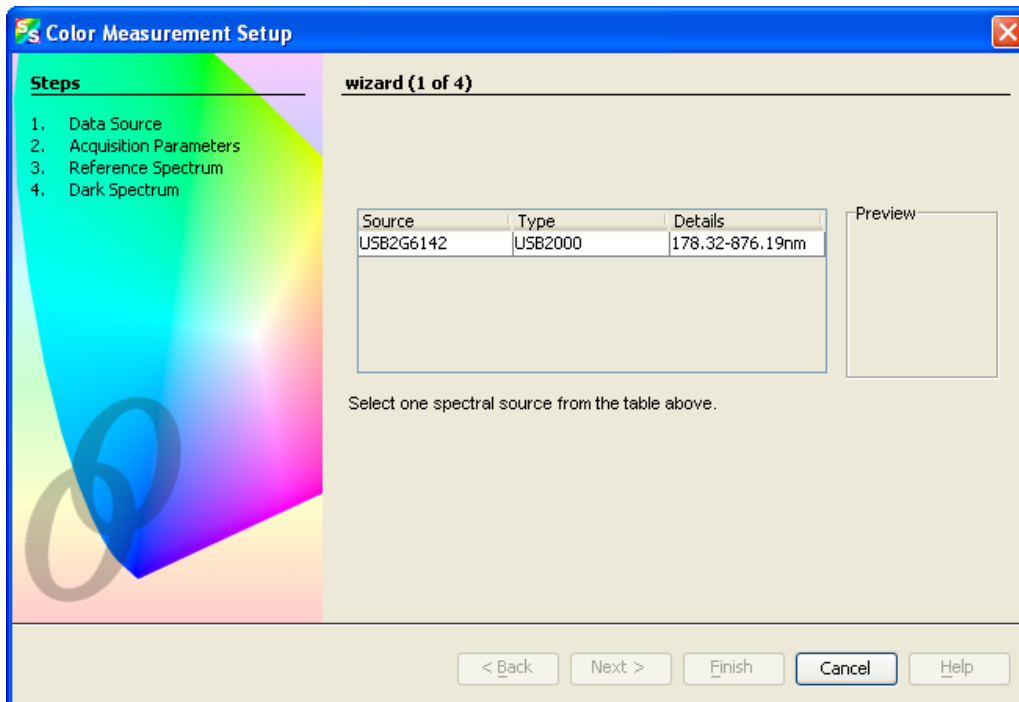 Color Measurement Setup
Steps
1. Data Source
2. Acquisition Parameters
3. Reference Spectrum
4. Dark Spectrum
wizard (1 of 4)
Source Type Details
USB2G6142 USB2000 178.32-876.19nm
Preview
Select one spectral source from the table above.
< Back Next > Finish Cancel Help